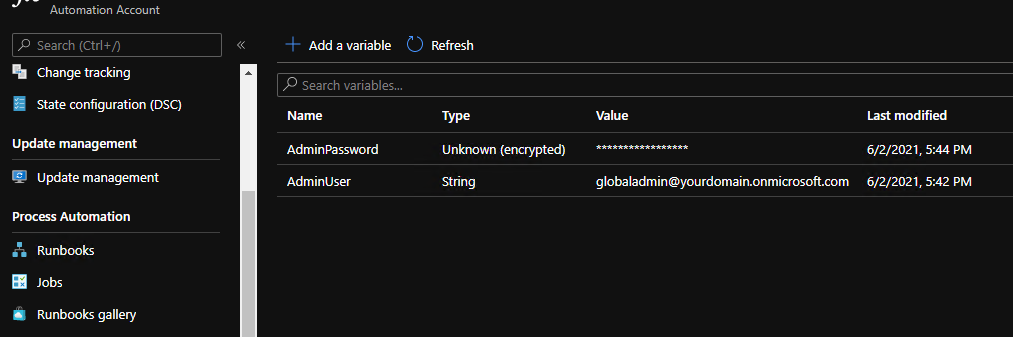 Automation Account
Search (Ctrl+/)
«
Change tracking
State configuration (DSC)
Update management
Update management
Process Automation
Runbooks
Jobs
Runbooks gallery
Add a variable
Refresh
Search variables...
Name Type Value Last modified
AdminPassword Unknown (encrypted) ***************** 6/2/2021, 5:44 PM
AdminUser String globaladmin@yourdomain.onmicrosoft.com 6/2/2021, 5:42 PM